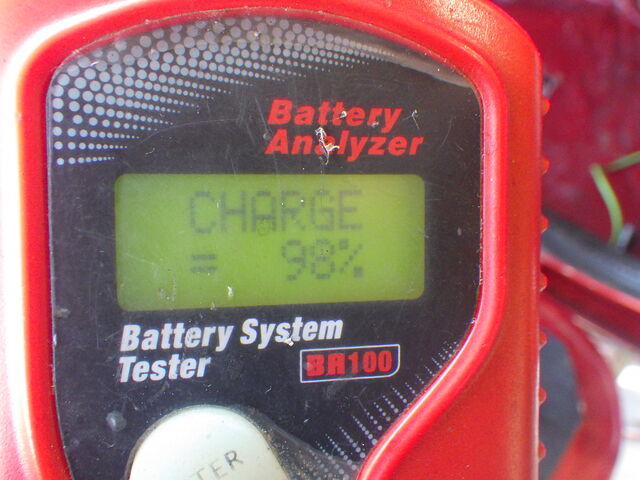 Battery
Analyzer
CHARGE
= 98%
Battery System
Tester
BR100